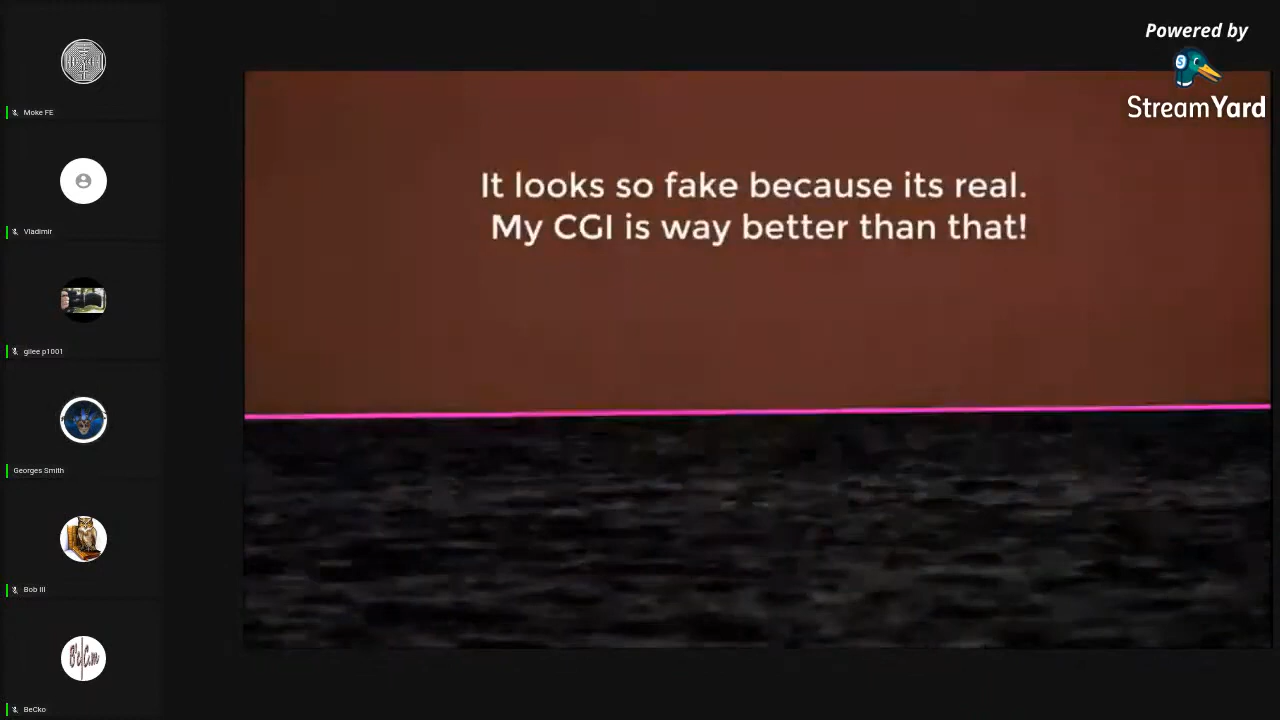 Powered by
S
StreamYard
It looks so fake because its real.
My CGI is way better than that!
Moke FE
Vladimir
gilee p1001
Georges Smith
Bob III
BeCko